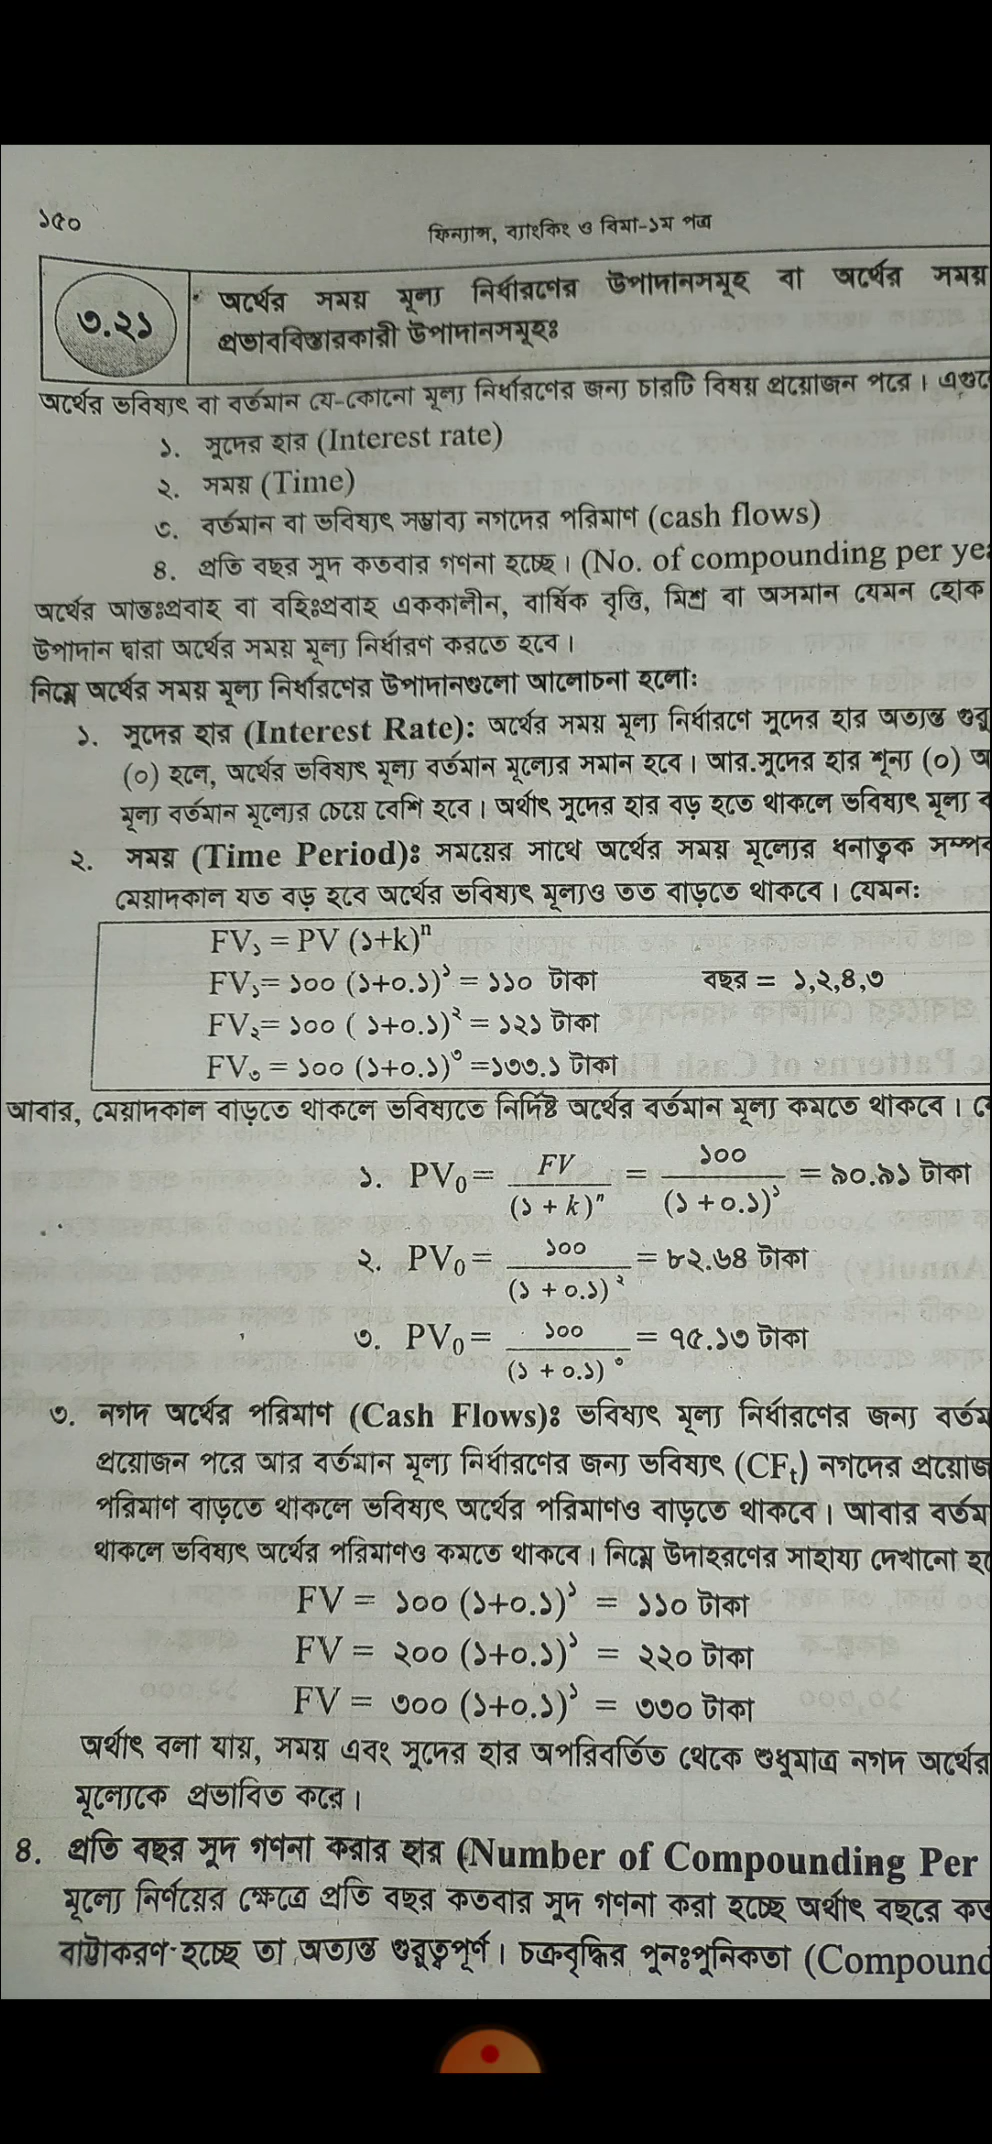 ১৫০
ফিন্যান্স, ব্যাংকিং ও বিমা-১ম পত্র
৩.২১
অর্থের সময় মূল্য নির্ধারণের উপাদানসমূহ বা অর্থের সময়
প্রভাববিস্তারকারী উপাদানসমূহঃ
অর্থের ভবিষ্যৎ বা বর্তমান যে-কোনো মূল্য নির্ধারণের জন্য চারটি বিষয় প্রয়োজন পরে।
১. সুদের হার (Interest rate)
২. সময় (Time)
৩. বর্তমান বা ভবিষ্যৎ সম্ভাব্য নগদের পরিমাণ (cash flows)
৪. প্রতি বছর সুদ কতবার গণনা হচ্ছে। (No. of compounding per
অর্থের আন্তঃপ্রবাহ বা বহিঃপ্রবাহ এককালীন, বার্ষিক বৃত্তি, মিশ্র বা অসমান যেমন হোক
উপাদান দ্বারা অর্থের সময় মূল্য নির্ধারণ করতে হবে।
নিম্নে অর্থের সময় মূল্য নির্ধারণের উপাদানগুলো আলোচনা হলোঃ
১. সুদের হার (Interest Rate): অর্থের সময় মূল্য নির্ধারণে সুদের হার অত্যন্ত
(০) হলে, অর্থের ভবিষ্যৎ মূল্য বর্তমান মূল্যের সমান হবে। আর.সুদের হার শূন্য (০)
মূল্য বর্তমান মূল্যের চেয়ে বেশি হবে। অর্থাৎ সুদের হার বড় হতে থাকলে ভবিষ্যৎ মূল্য
২. সময় (Time Period)ঃ সময়ের সাথে অর্থের সময় মূল্যের ধনাত্বক
মেয়াদকাল যত বড় হবে অর্থের ভবিষ্যৎ মূল্যও তত বাড়তে থাকবে। যেমনঃ
FV১ = PV (১+k)ⁿ
FV১= ১০০ (১+০.১)^১ = ১১০ টাকা বছর = ১,২,৪,৩
FV২= ১০০ ( ১+০.১)^২ = ১২১ টাকা
FV৩ = ১০০ (১+০.১)^৩ =১৩৩.১ টাকা
আবার, মেয়াদকাল বাড়তে থাকলে ভবিষ্যতে নির্দিষ্ট অর্থের বর্তমান মূল্য কমতে থাকবে।
১. PV₀ = FV / (১ + k)ⁿ = ১০০ / (১ + ০.১)^১ = ৯০.৯১ টাকা
২. PV₀ = ১০০ / (১ + ০.১)^২ = ৮২.৬৪ টাকা
৩. PV₀ = ১০০ / (১ + ০.১)^৩ = ৭৫.১৩ টাকা
৩. নগদ অর্থের পরিমাণ (Cash Flows)ঃ ভবিষ্যৎ মূল্য নির্ধারণের জন্য
প্রয়োজন পরে আর বর্তমান মূল্য নির্ধারণের জন্য ভবিষ্যৎ (CFₜ) নগদের
পরিমাণ বাড়তে থাকলে ভবিষ্যৎ অর্থের পরিমাণও বাড়তে থাকবে। আবার
থাকলে ভবিষ্যৎ অর্থের পরিমাণও কমতে থাকবে। নিম্নে উদাহরণের সাহায্য দেখানো
FV = ১০০ (১+০.১)^১ = ১১০ টাকা
FV = ২০০ (১+০.১)^১ = ২২০ টাকা
FV = ৩০০ (১+০.১)^১ = ৩৩০ টাকা
অর্থাৎ বলা যায়, সময় এবং সুদের হার অপরিবর্তিত থেকে শুধুমাত্র নগদ অর্থের
মূল্যেকে প্রভাবিত করে।
৪. প্রতি বছর সুদ গণনা করার হার (Number of Compounding Per
মূল্যে নির্ণয়ের ক্ষেত্রে প্রতি বছর কতবার সুদ গণনা করা হচ্ছে অর্থাৎ বছরে
বাট্টাকরণ হচ্ছে তা অত্যন্ত গুরুত্বপূর্ণ। চক্রবৃদ্ধির পুনঃপুনিকতা (Compound